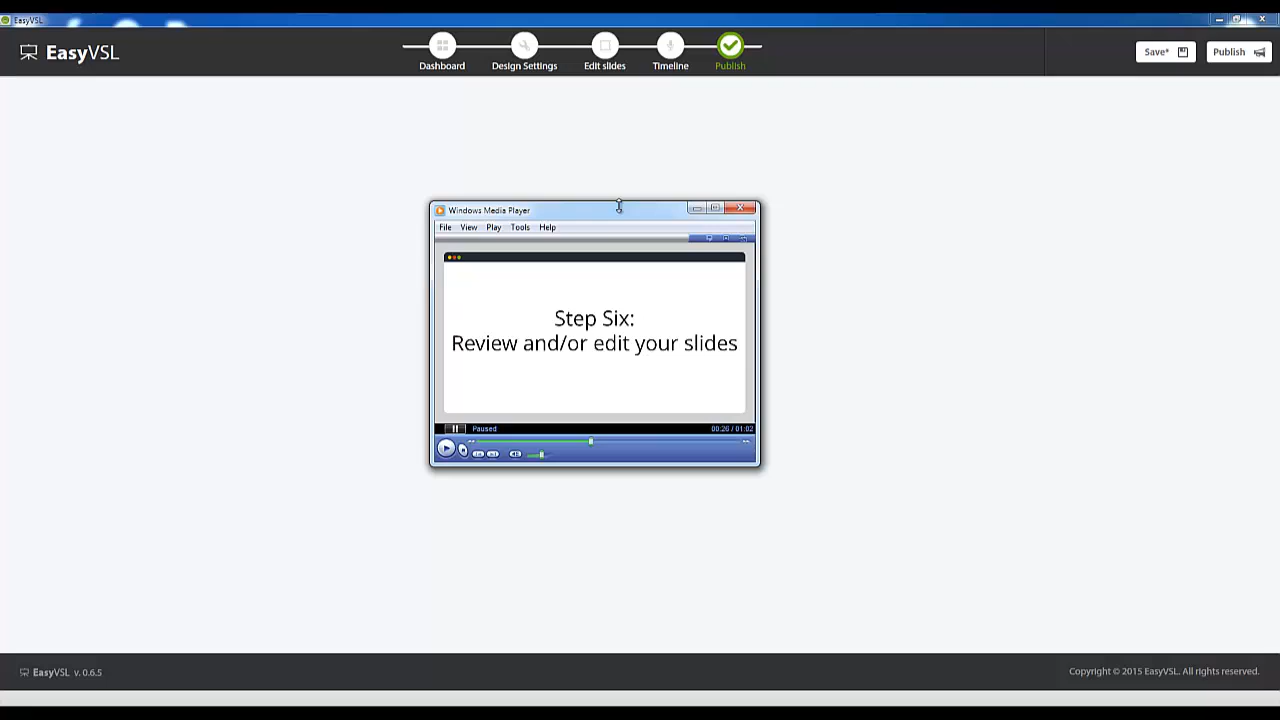 EasyVSL
EasyVSL
Dashboard
Design Settings
Edit slides
Timeline
Publish
Save*
Publish
Windows Media Player
File View Play Tools Help
Step Six:
Review and/or edit your slides
Paused
00:26 / 01:02
EasyVSL v. 0.6.5
Copyright © 2015 EasyVSL. All rights reserved.